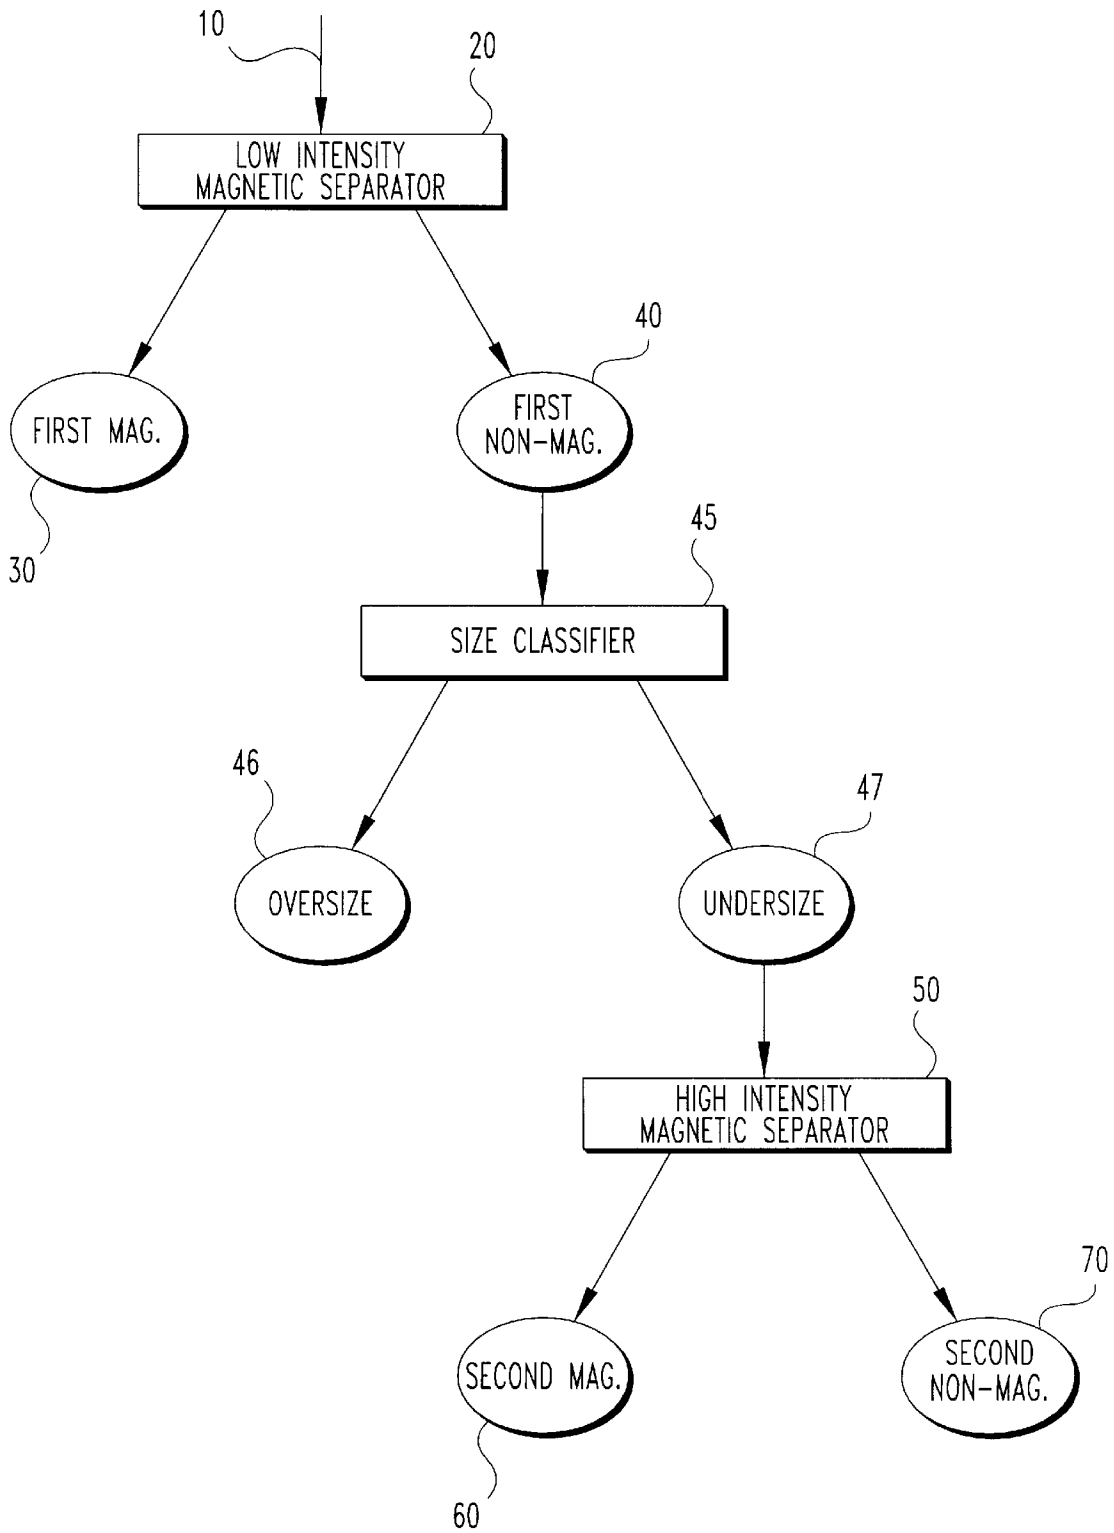 10
20
LOW INTENSITY
MAGNETIC SEPARATOR
40
FIRST MAG.
FIRST
NON-MAG.
30
45
SIZE CLASSIFIER
46
47
OVERSIZE
UNDERSIZE
50
HIGH INTENSITY
MAGNETIC SEPARATOR
70
SECOND MAG.
SECOND
NON-MAG.
60